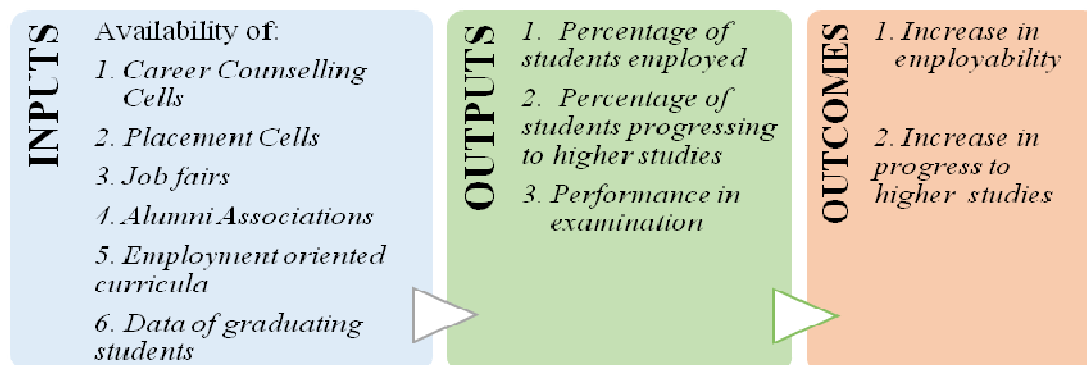 INPUTS
Availability of:
1. Career Counselling
Cells
2. Placement Cells
3. Job fairs
4. Alumni Associations
5. Employment oriented
curricula
6. Data of graduating
students
OUTPUTS
1. Percentage of
students employed
2. Percentage of
students progressing
to higher studies
3. Performance in
examination
OUTCOMES
1. Increase in
employability
2. Increase in
progress to
higher studies